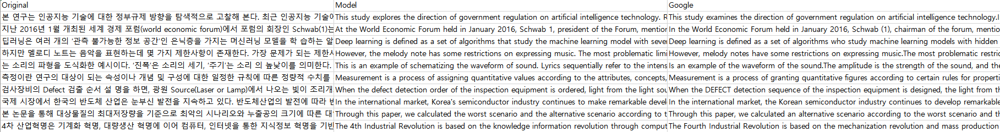 Original Model Google
본 연구는 인공지능 기술에 대한 정부규제 방향을 탐색적으로 고찰해 본다. 최근 인공지능 기술 This study explores the direction of government regulation on artificial intelligence technology. This study examines the direction of government regulation on artificial intelligence technology.
지난 2016년 1월 개최된 세계 경제 포럼(world economic forum)에서 포럼의 회장인 Schwab(1)는 At the World Economic Forum held in January 2016, Schwab 1, president of the Forum, In the World Economic Forum held in January 2016, Schwab (1), chairman of the forum,
딥러닝은 여러 개의 '관측 불가능한 정보 공간'인 은닉층을 가지는 머신러닝 모델을 학 습하는 Deep learning is defined as a set of algorithms that study the machine learning model with Deep learning is defined as a set of algorithms who study machine learning models with hidden
하지만 멜로디 노트는 음악을 표현하는데 몇 가지 제한사항이 존재한다. 가장 문제가 되는 However, the melody note has some restrictions on expressing music. The most problematic However, melody notes have some restrictions on expressing music.The most problematic
는 소리의 파형을 도식화한 예시이다. '진폭'은 소리의 세기, '주기'는 소리 의 높낮이를 의미한다. This is an example of schematizing the waveform of sound. Lyrics sequentially refer to the Is an example of the waveform of the sound.The amplitude is the strength of the sound, and
측정이란 연구의 대상이 되는 속성이나 개념 및 구성에 대한 일정한 규칙에 따른 정량적 수치를 Measurement is a process of assigning quantitative values according to the attributes, concepts, Measurement is a process of granting quantitative figures according to certain rules for
검사장비의 Defect 검출 순서 설 명을 하면, 광원 Source(Laser or Lamp)에서 나오는 빛이 When the defect detection order of the inspection equipment is ordered, light from the light When the DEFECT detection sequence of the inspection equipment is designed, the light from
국제 시장에서 한국의 반도체 산업은 눈부신 발전을 지속하고 있다. 반도체산업의 발전에 따라 In the international market, Korea's semiconductor industry continues to make remarkable In the international market, the Korean semiconductor industry continues to develop remarkable
본 논문을 통해 대상물질의 최대저장량을 기준으로 최악의 시나리오와 누출공의 크기에 따른 Through this paper, we calculated the worst scenario and the alternative scenario according to Through this paper, we calculated an alternative scenario according to the worst scenario and
4차 산업혁명은 기계화 혁명, 대량생산 혁명에 이어 컴퓨터, 인터넷을 통한 지식정보 혁명을 The 4th Industrial Revolution is based on the knowledge information revolution through The Fourth Industrial Revolution is based on the mechanization revolution and mass production